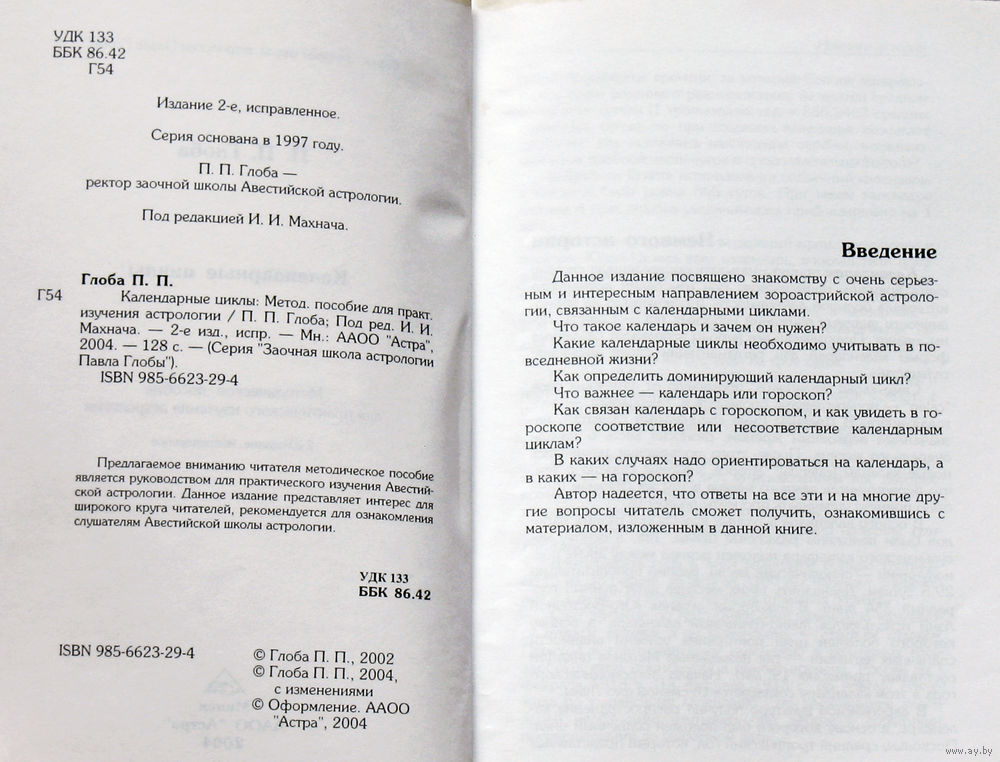 УДК 133
ББК 86.42
Г54
Издание 2-е, исправленное.
Серия основана в 1997 году.
П. П. Глоба —
ректор заочной школы Авестийской астрологии.
Под редакцией И. И. Махнача.
Глоба П. П.
Г54 Календарные циклы: Метод. пособие для практ.
изучения астрологии / П. П. Глоба; Под ред. И. И.
Махнача. — 2-е изд., испр. — Мн.: ААОО "Астра",
2004. — 128 с. — (Серия "Заочная школа астрологии
Павла Глобы").
ISBN 985-6623-29-4
Предлагаемое вниманию читателя методическое пособие
является руководством для практического изучения Авестий-
ской астрологии. Данное издание представляет интерес для
широкого круга читателей, рекомендуется для ознакомления
слушателям Авестийской школы астрологии.
УДК 133
ББК 86.42
ISBN 985-6623-29-4
© Глоба П. П., 2002
© Глоба П. П., 2004,
с изменениями
© Оформление. ААОО
"Астра", 2004
Введение
Данное издание посвящено знакомству с очень серьез-
ным и интересным направлением зороастрийской астроло-
гии, связанным с календарными циклами.
Что такое календарь и зачем он нужен?
Какие календарные циклы необходимо учитывать в по-
вседневной жизни?
Как определить доминирующий календарный цикл?
Что важнее — календарь или гороскоп?
Как связан календарь с гороскопом, и как увидеть в го-
роскопе соответствие или несоответствие календарным
циклам?
В каких случаях надо ориентироваться на календарь, а
в каких — на гороскоп?
Автор надеется, что ответы на все эти и на многие дру-
гие вопросы читатель сможет получить, ознакомившись с
материалом, изложенным в данной книге.
www.ay.by